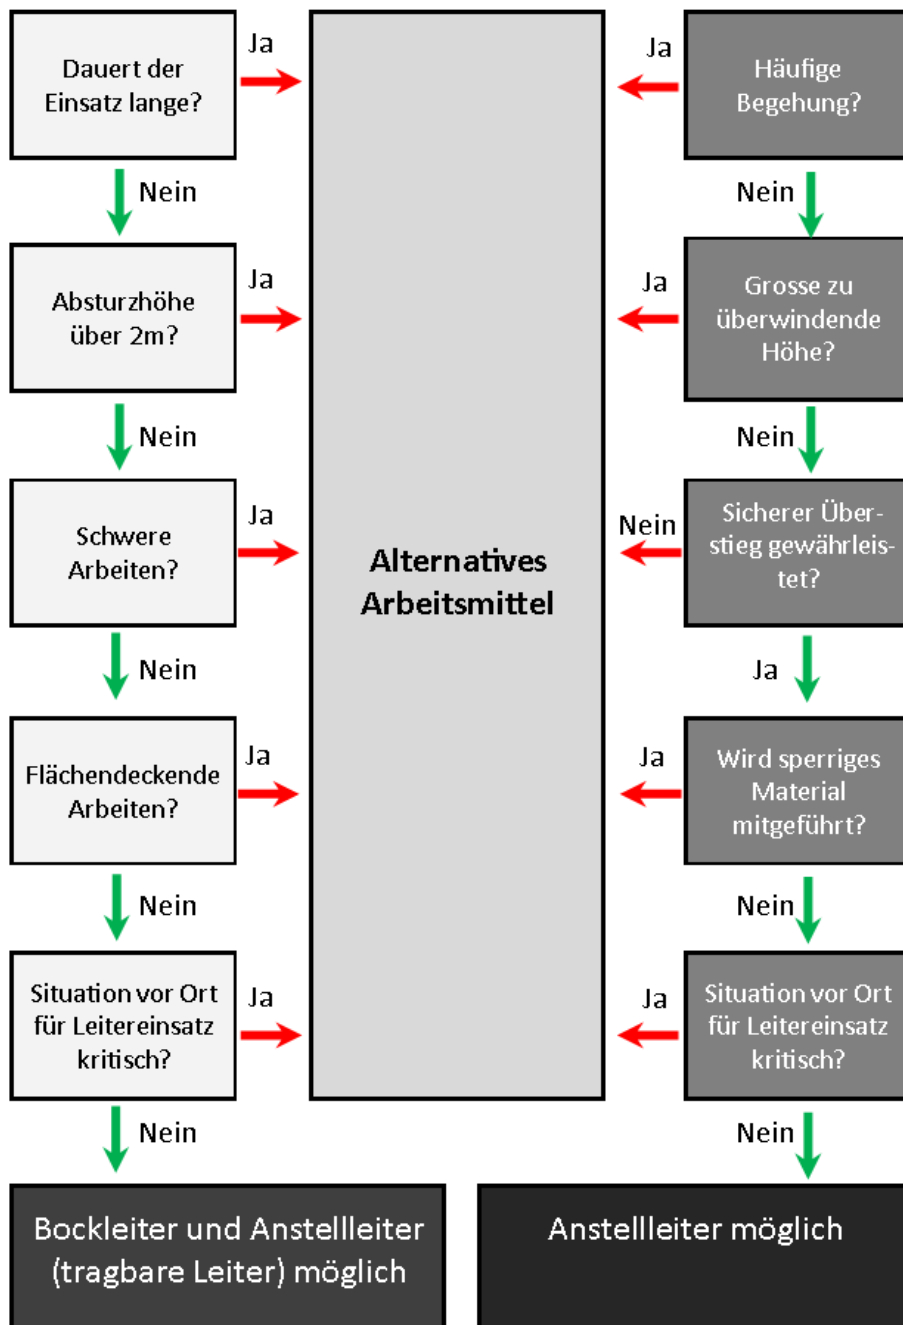 Dauert der
Einsatz lange?
Ja
Nein
Absturzhöhe
über 2m?
Ja
Nein
Schwere
Arbeiten?
Ja
Nein
Flächendeckende
Arbeiten?
Ja
Nein
Situation vor Ort
für Leitereinsatz
kritisch?
Ja
Nein
Bockleiter und Anstellleiter
(tragbare Leiter) möglich
Alternatives
Arbeitsmittel
Häufige
Begehung?
Ja
Nein
Grosse zu
überwindende
Höhe?
Ja
Nein
Sicherer Über-
stieg gewährleis-
tet?
Nein
Ja
Wird sperriges
Material
mitgeführt?
Ja
Nein
Situation vor Ort
für Leitereinsatz
kritisch?
Ja
Nein
Anstellleiter möglich